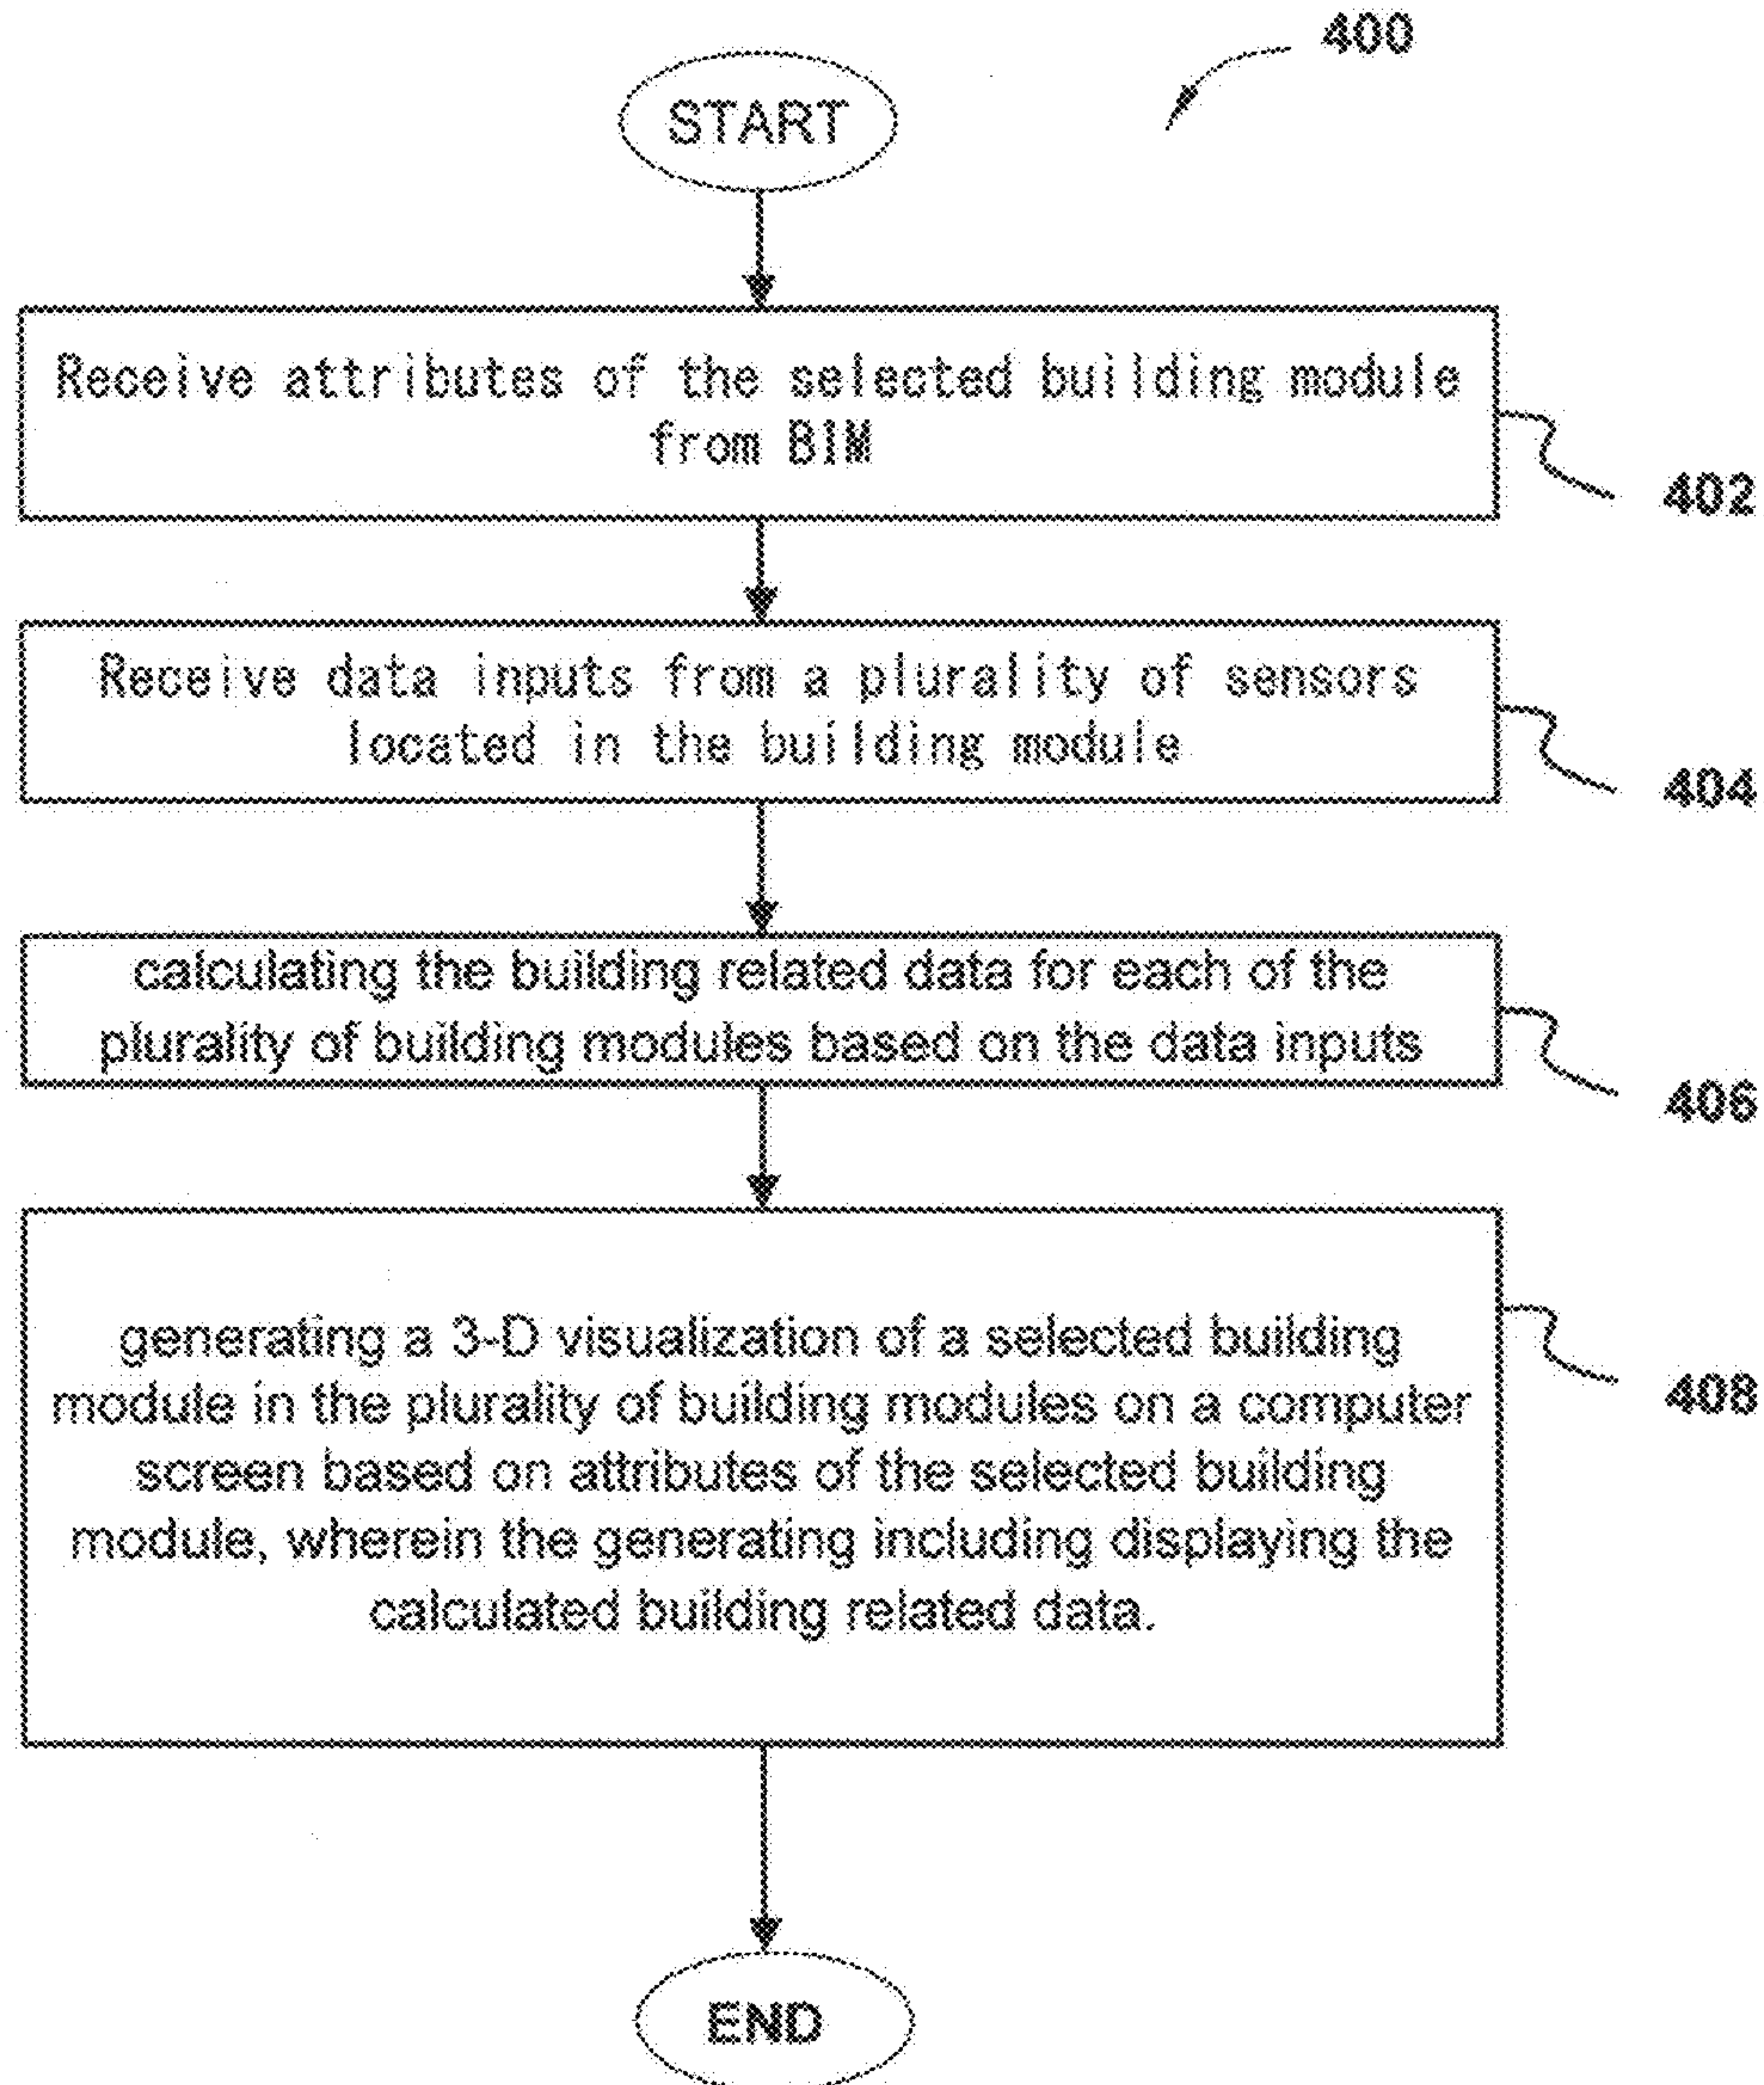 400
START
Receive attributes of the selected building module
from BIM
402
Receive data inputs from a plurality of sensors
located in the building module
404
calculating the building related data for each of the
plurality of building modules based on the data inputs
406
generating a 3-D visualization of a selected building
module in the plurality of building modules on a computer
screen based on attributes of the selected building
module, wherein the generating including displaying the
calculated building related data.
408
END